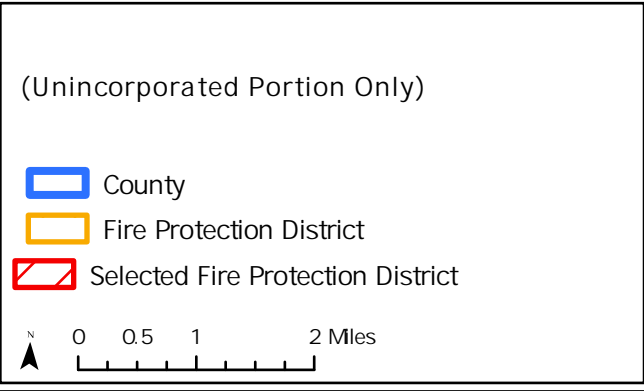 (Unincorporated Portion Only)
County
Fire Protection District
Selected Fire Protection District
N
0 0.5 1 2 Miles